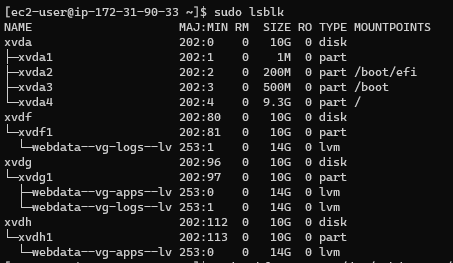 [ec2-user@ip-172-31-90-33 ~]$ sudo lsblk
NAME                     MAJ:MIN RM  SIZE RO TYPE MOUNTPOINTS
xvda                     202:0    0   10G  0 disk
├─xvda1                  202:1    0    1M  0 part
├─xvda2                  202:2    0  200M  0 part /boot/efi
├─xvda3                  202:3    0  500M  0 part /boot
└─xvda4                  202:4    0  9.3G  0 part /
xvdf                     202:80   0   10G  0 disk
└─xvdf1                  202:81   0   10G  0 part
  └─webdata--vg-logs--lv 253:1    0   14G  0 lvm
xvdg                     202:96   0   10G  0 disk
└─xvdg1                  202:97   0   10G  0 part
  ├─webdata--vg-apps--lv 253:0    0   14G  0 lvm
  └─webdata--vg-logs--lv 253:1    0   14G  0 lvm
xvdh                     202:112  0   10G  0 disk
└─xvdh1                  202:113  0   10G  0 part
  └─webdata--vg-apps--lv 253:0    0   14G  0 lvm